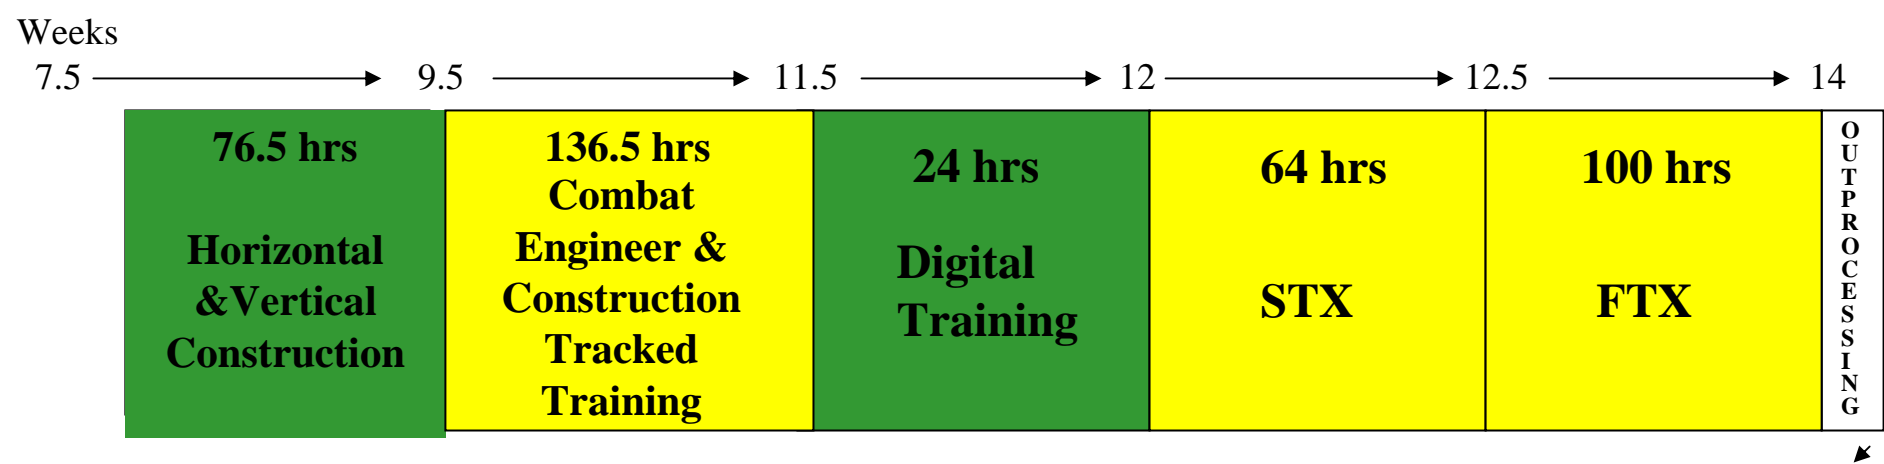 Weeks
7.5 9.5 11.5 12 12.5 14
76.5 hrs
Horizontal
&Vertical
Construction
136.5 hrs
Combat
Engineer &
Construction
Tracked
Training
24 hrs
Digital
Training
64 hrs
STX
100 hrs
FTX
OUTPROCESSING